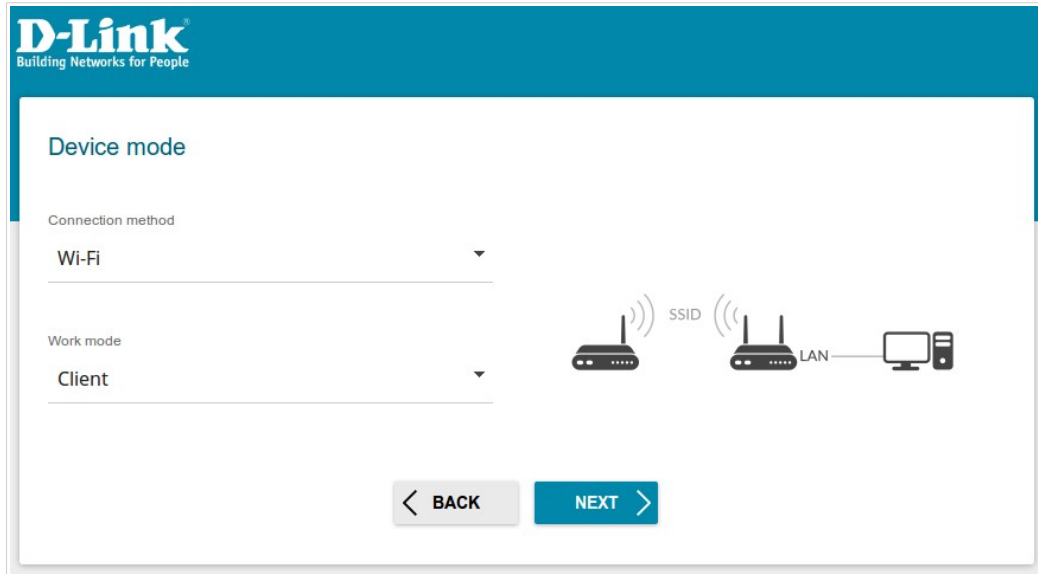 D-Link®
Building Networks for People
Device mode
Connection method
Wi-Fi
Work mode
Client
SSID
LAN
BACK
NEXT